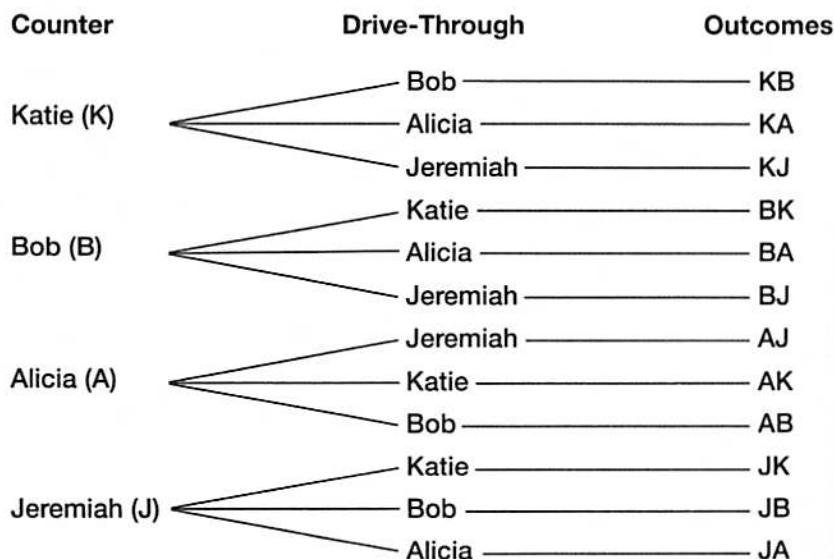 Counter Drive-Through Outcomes
Bob KB
Katie (K)
Alicia KA
Jeremiah KJ
Katie BK
Bob (B)
Alicia BA
Jeremiah BJ
Jeremiah AJ
Alicia (A)
Katie AK
Bob AB
Katie JK
Jeremiah (J) Bob JB
Alicia JA